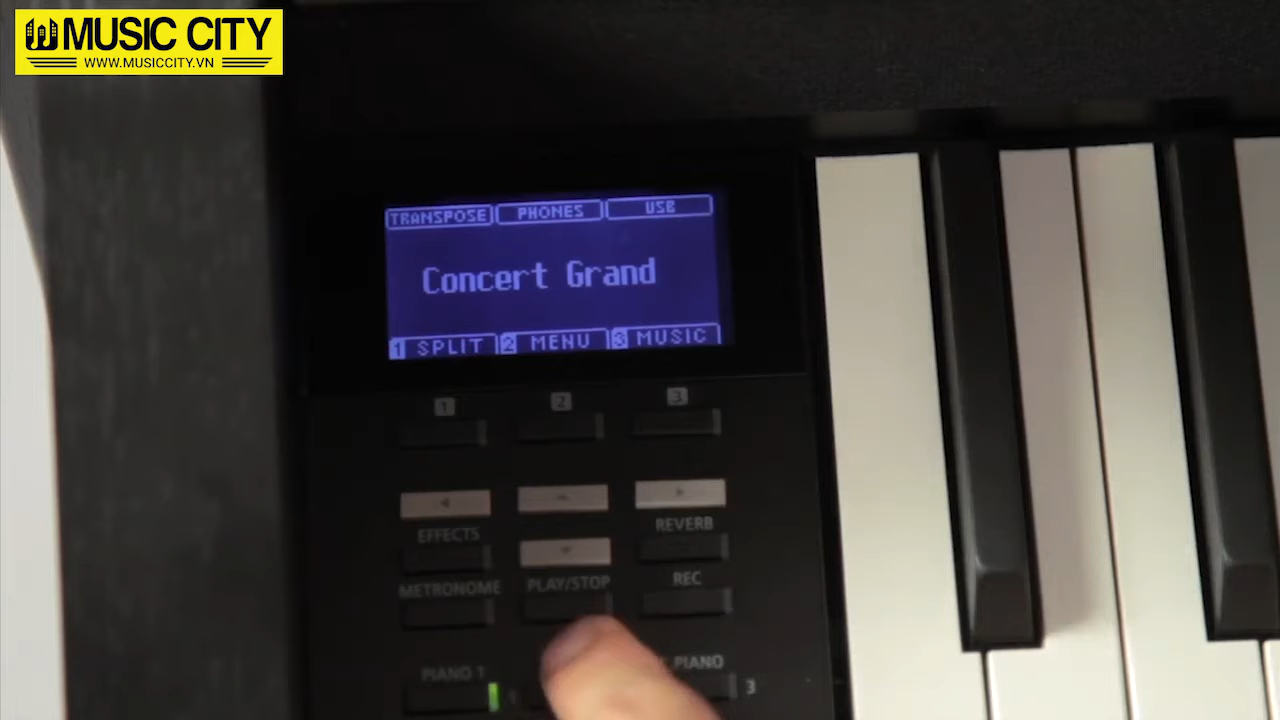 MUSIC CITY
WWW.MUSICCITY.VN
TRANSPOSE PHONES USB
Concert Grand
1 SPLIT 2 MENU 3 MUSIC
1 2 3
EFFECTS REVERB
METRONOME PLAY/STOP REC
PIANO 1 PIANO
3